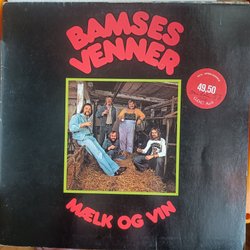 BAMSES
VENNER
49,50
MÆLK OG VIN